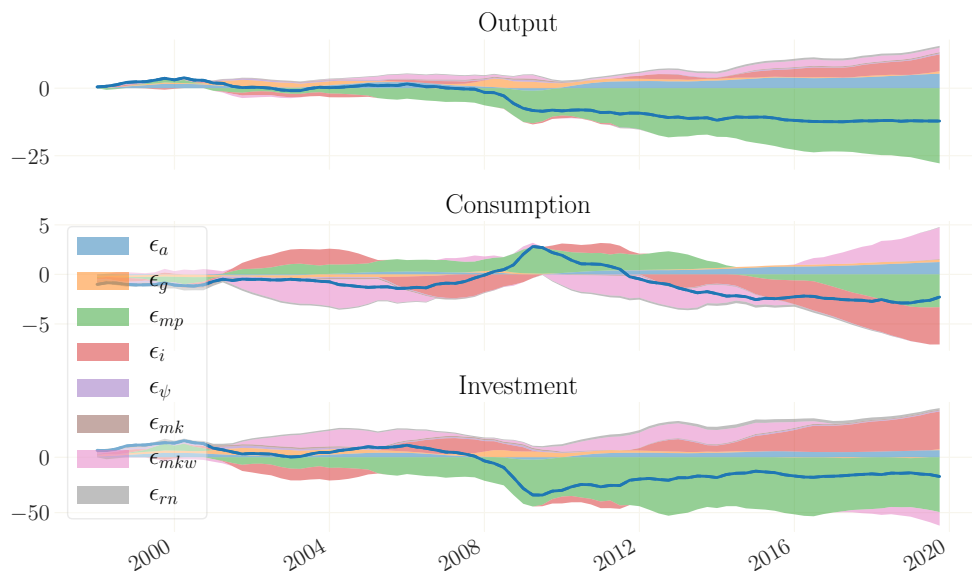 Output
0
−25
Consumption
5
0
−5
ϵ_a
ϵ_g
ϵ_mp
ϵ_i
ϵ_ψ
ϵ_mk
ϵ_mkw
ϵ_rn
Investment
0
−50
2000
2004
2008
2012
2016
2020